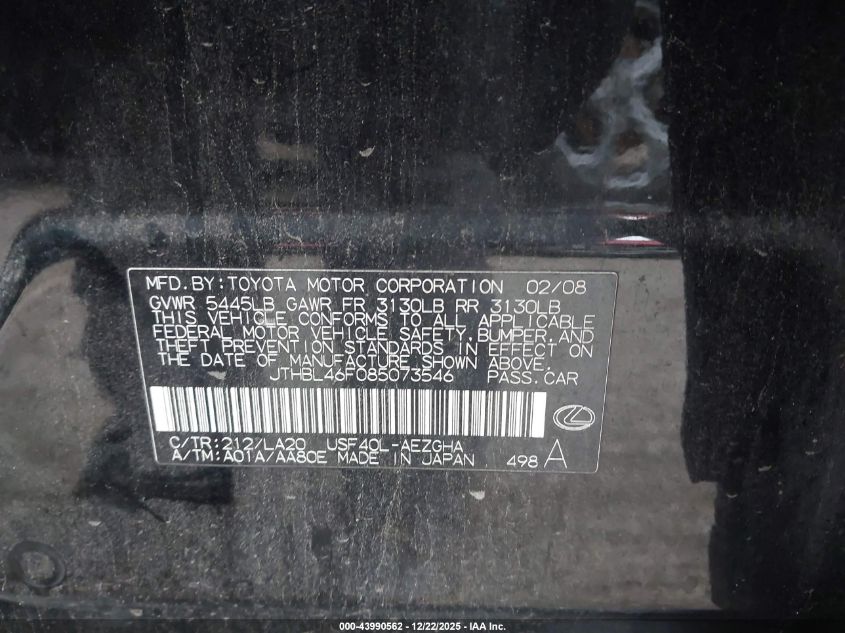 MFD. BY: TOYOTA MOTOR CORPORATION 02/08
GVWR 5445LB GAWR FR 3130LB RR 3130LB
THIS VEHICLE CONFORMS TO ALL APPLICABLE
FEDERAL MOTOR VEHICLE SAFETY, BUMPER, AND
THEFT PREVENTION STANDARDS IN EFFECT ON
THE DATE OF MANUFACTURE SHOWN ABOVE.
JTHBL46F085073546 PASS. CAR
C/TR: 212/LA20 USF40L-AEZGHA
A/TM: A01A/AA80E MADE IN JAPAN 498 A
000-43990562 - 12/22/2025 - IAA Inc.